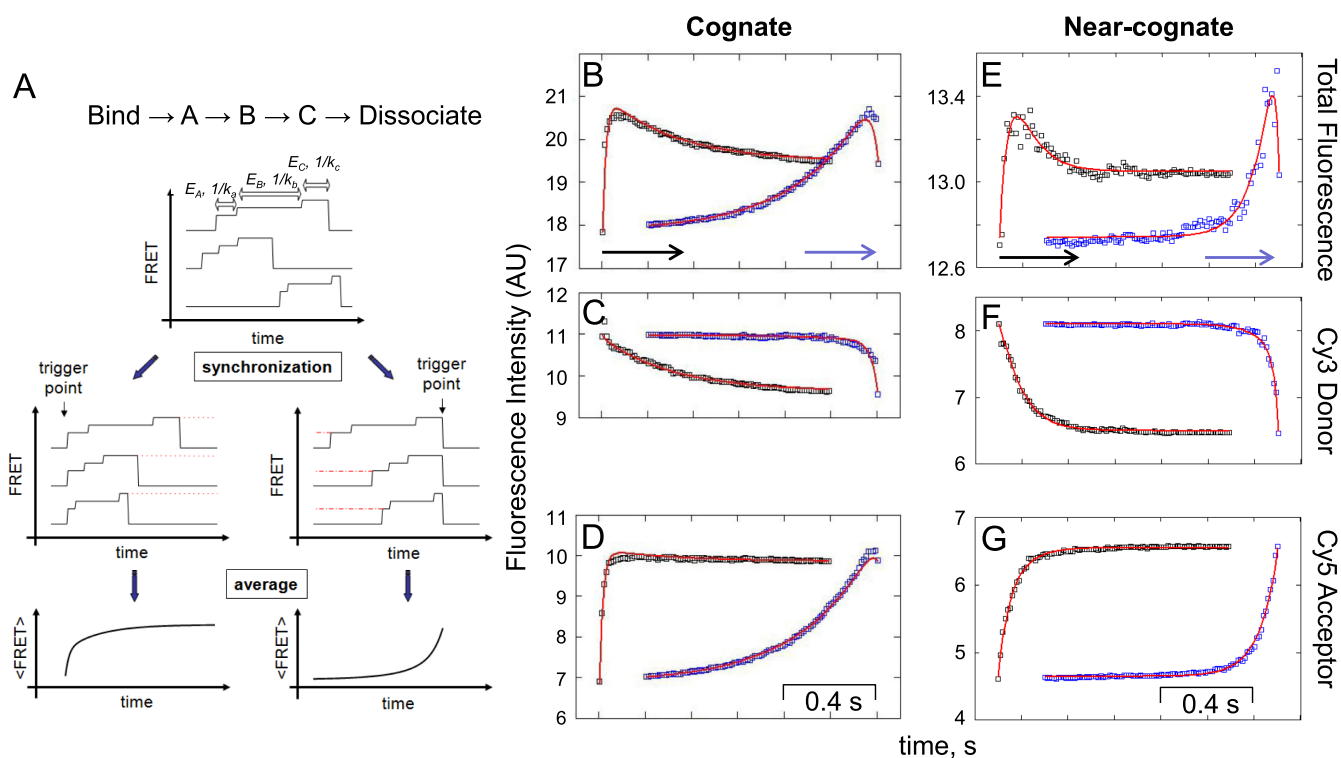 Cognate
Near-cognate
A
Bind → A → B → C → Dissociate
E_A, 1/k_a
E_B, 1/k_b
E_C, 1/k_c
FRET
time
synchronization
trigger point
trigger point
FRET
time
FRET
time
average
<FRET>
time
<FRET>
time
Fluorescence Intensity (AU)
B
21
20
19
18
17
C
12
11
10
9
D
11
10
9
8
7
6
0.4 s
E
13.4
13.0
12.6
Total Fluorescence
F
8
7
6
Cy3 Donor
G
7
6
5
4
0.4 s
Cy5 Acceptor
time, s